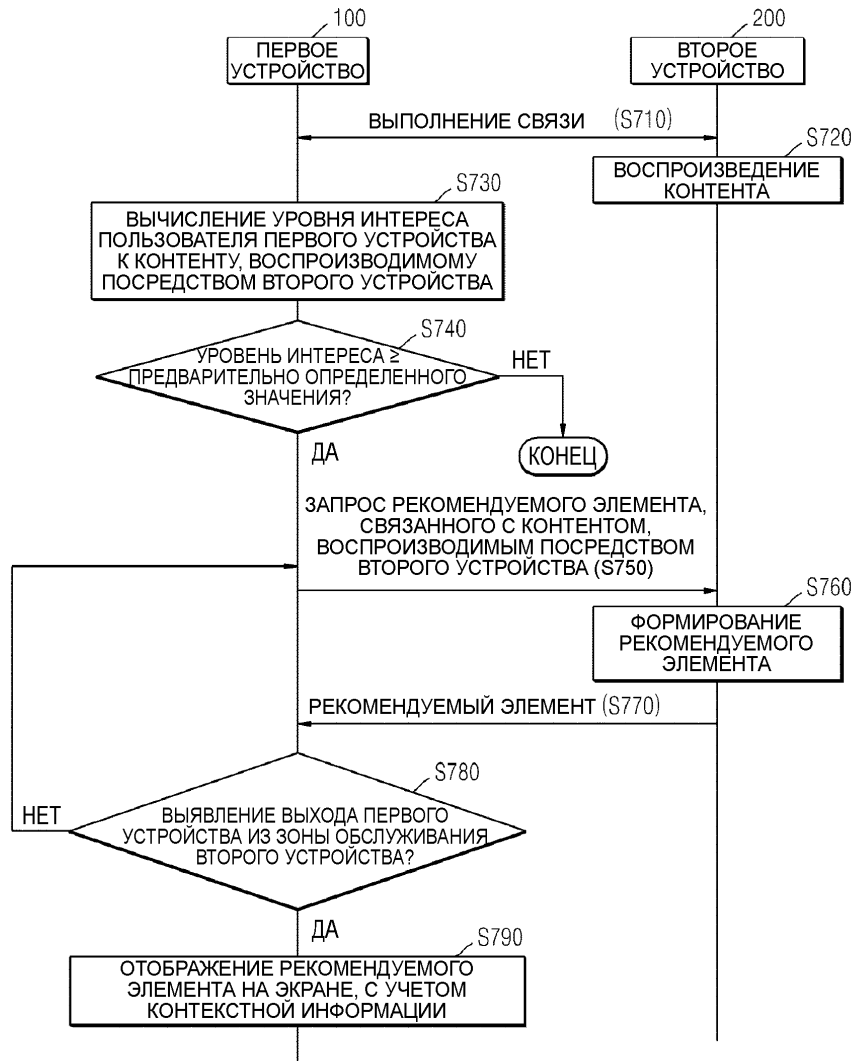 100
ПЕРВОЕ
УСТРОЙСТВО
200
ВТОРОЕ
УСТРОЙСТВО
ВЫПОЛНЕНИЕ СВЯЗИ (S710)
S720
ВОСПРОИЗВЕДЕНИЕ
КОНТЕНТА
S730
ВЫЧИСЛЕНИЕ УРОВНЯ ИНТЕРЕСА
ПОЛЬЗОВАТЕЛЯ ПЕРВОГО УСТРОЙСТВА
К КОНТЕНТУ, ВОСПРОИЗВОДИМОМУ
ПОСРЕДСТВОМ ВТОРОГО УСТРОЙСТВА
S740
УРОВЕНЬ ИНТЕРЕСА ≥
ПРЕДВАРИТЕЛЬНО ОПРЕДЕЛЕННОГО
ЗНАЧЕНИЯ?
НЕТ
ДА
КОНЕЦ
ЗАПРОС РЕКОМЕНДУЕМОГО ЭЛЕМЕНТА,
СВЯЗАННОГО С КОНТЕНТОМ,
ВОСПРОИЗВОДИМЫМ ПОСРЕДСТВОМ
ВТОРОГО УСТРОЙСТВА (S750)
S760
ФОРМИРОВАНИЕ
РЕКОМЕНДУЕМОГО
ЭЛЕМЕНТА
РЕКОМЕНДУЕМЫЙ ЭЛЕМЕНТ (S770)
S780
НЕТ
ВЫЯВЛЕНИЕ ВЫХОДА ПЕРВОГО
УСТРОЙСТВА ИЗ ЗОНЫ ОБСЛУЖИВАНИЯ
ВТОРОГО УСТРОЙСТВА?
ДА
S790
ОТОБРАЖЕНИЕ РЕКОМЕНДУЕМОГО
ЭЛЕМЕНТА НА ЭКРАНЕ, С УЧЕТОМ
КОНТЕКСТНОЙ ИНФОРМАЦИИ